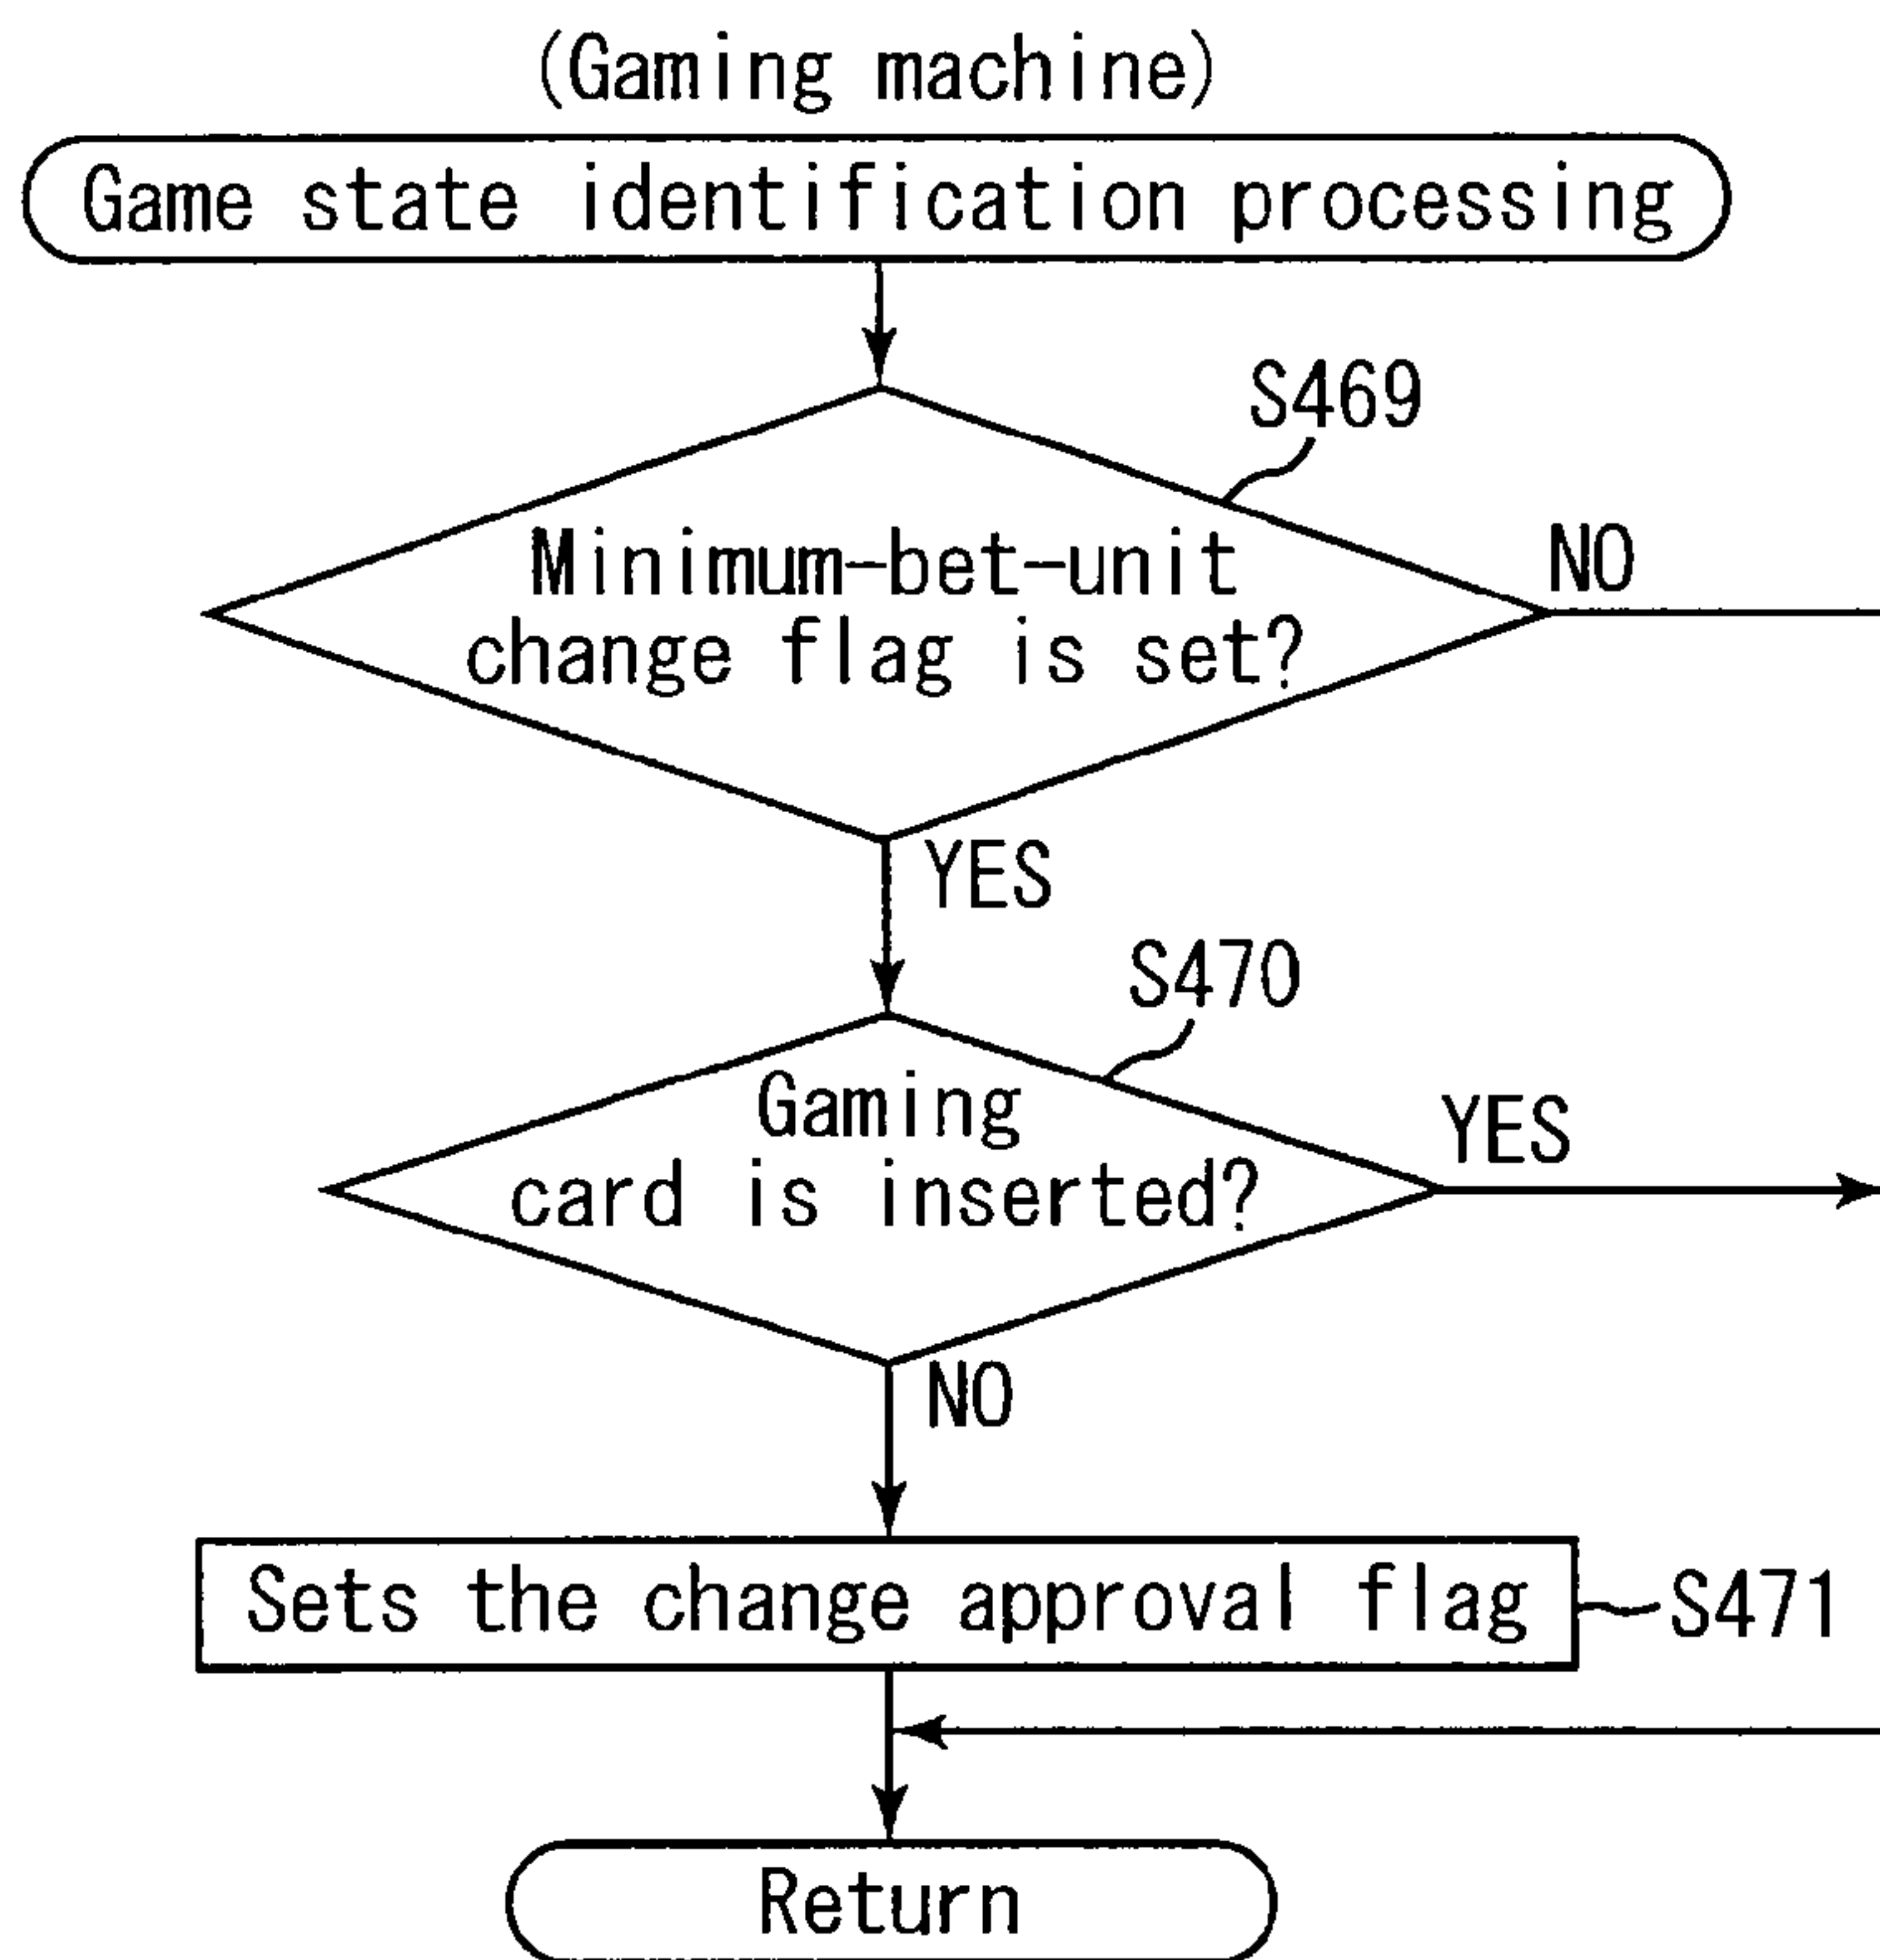 (Gaming machine)
Game state identification processing
S469
Minimum-bet-unit
change flag is set?
NO
YES
S470
Gaming
card is inserted?
YES
NO
Sets the change approval flag
S471
Return